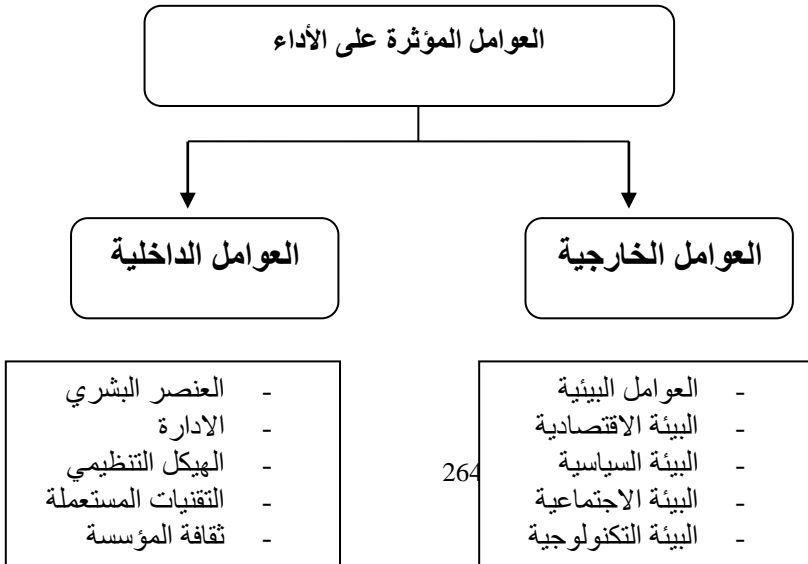 العوامل المؤثرة على الأداء
العوامل الخارجية
العوامل الداخلية
- العوامل البيئية
- البيئة الاقتصادية
- البيئة السياسية
- البيئة الاجتماعية
- البيئة التكنولوجية
- العنصر البشري
- الادارة
- الهيكل التنظيمي
- التقنيات المستعملة
- ثقافة المؤسسة
264